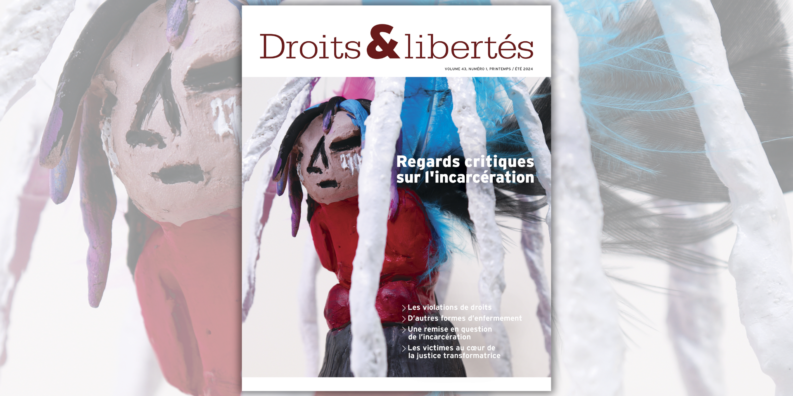 Droits & libertés
VOLUME 43, NUMÉRO 1, PRINTEMPS / ÉTÉ 2024
Regards critiques
sur l'incarcération
> Les violations de droits
> D'autres formes d'enfermement
> Une remise en question
de l'incarcération
> Les victimes au cœur de
la justice transformatrice